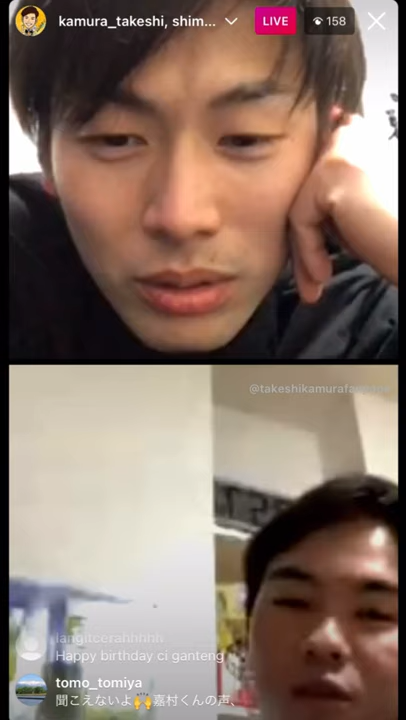 kamura_takeshi, shim...
LIVE
158
langitcerahhhhh
Happy birthday ci ganteng
tomo_tomiya
聞こえないよ🙌嘉村くんの声、